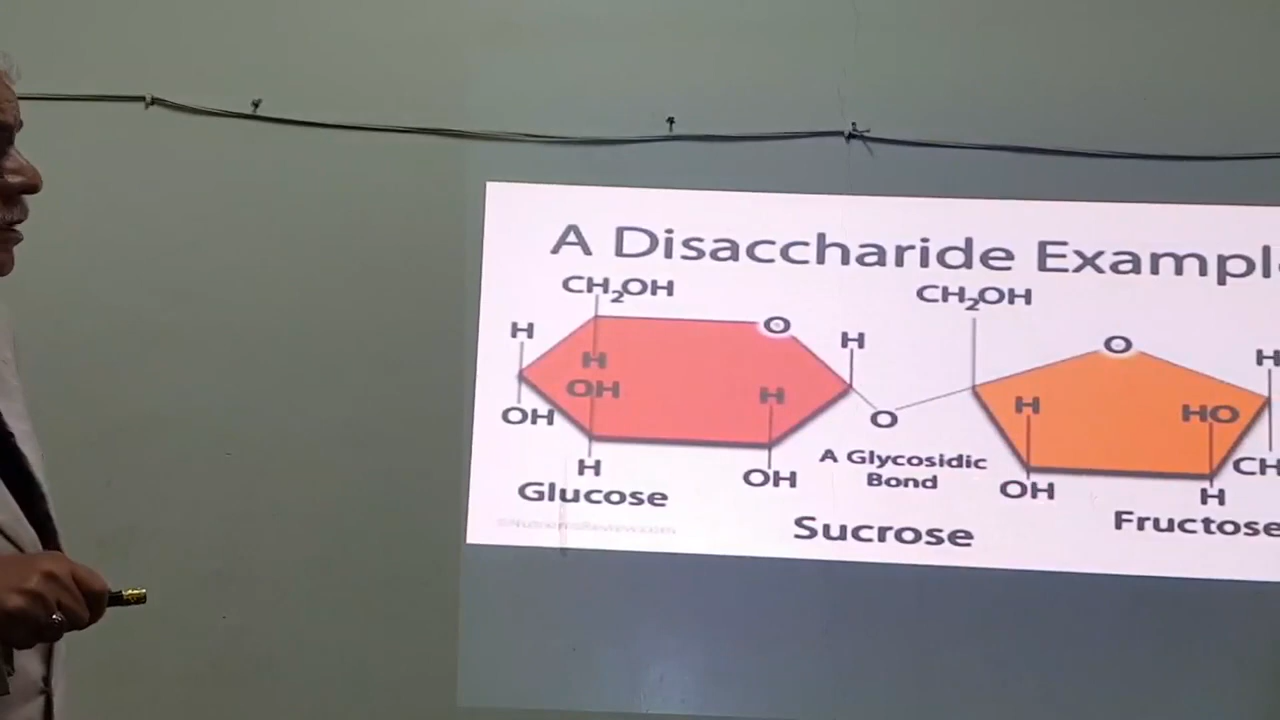 A Disaccharide Exampl
CH₂OH
CH₂OH
H
O
H
O
H
H
OH
H
H
HO
OH
O
CH
A Glycosidic
Bond
H
OH
OH
H
Glucose
Sucrose
Fructose